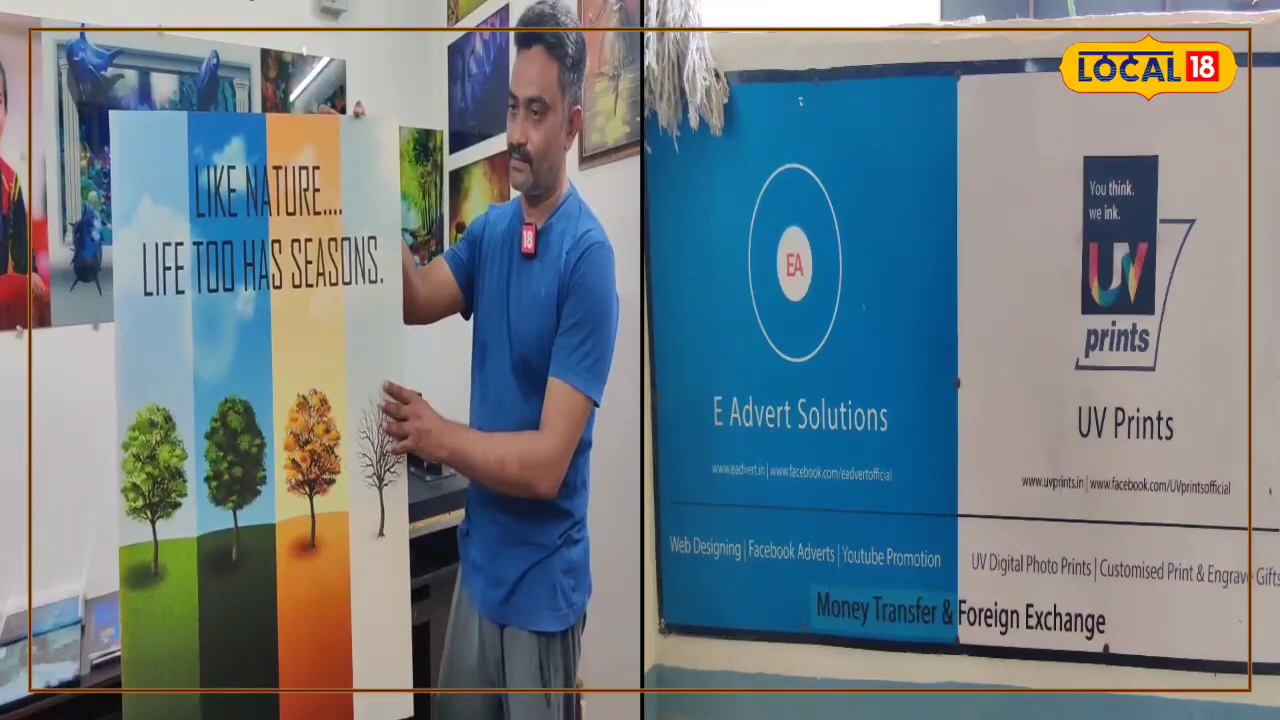 LIKE NATURE....
LIFE TOO HAS SEASONS.
18
LOCAL 18
EA
E Advert Solutions
www.eadvert.in | www.facebook.com/eadvertofficial
Web Designing | Facebook Adverts | Youtube Promotion
You think.
we ink.
UV
prints
UV Prints
www.uvprints.in | www.facebook.com/UVprintsofficial
UV Digital Photo Prints | Customised Print & Engrave Gifts
Money Transfer & Foreign Exchange